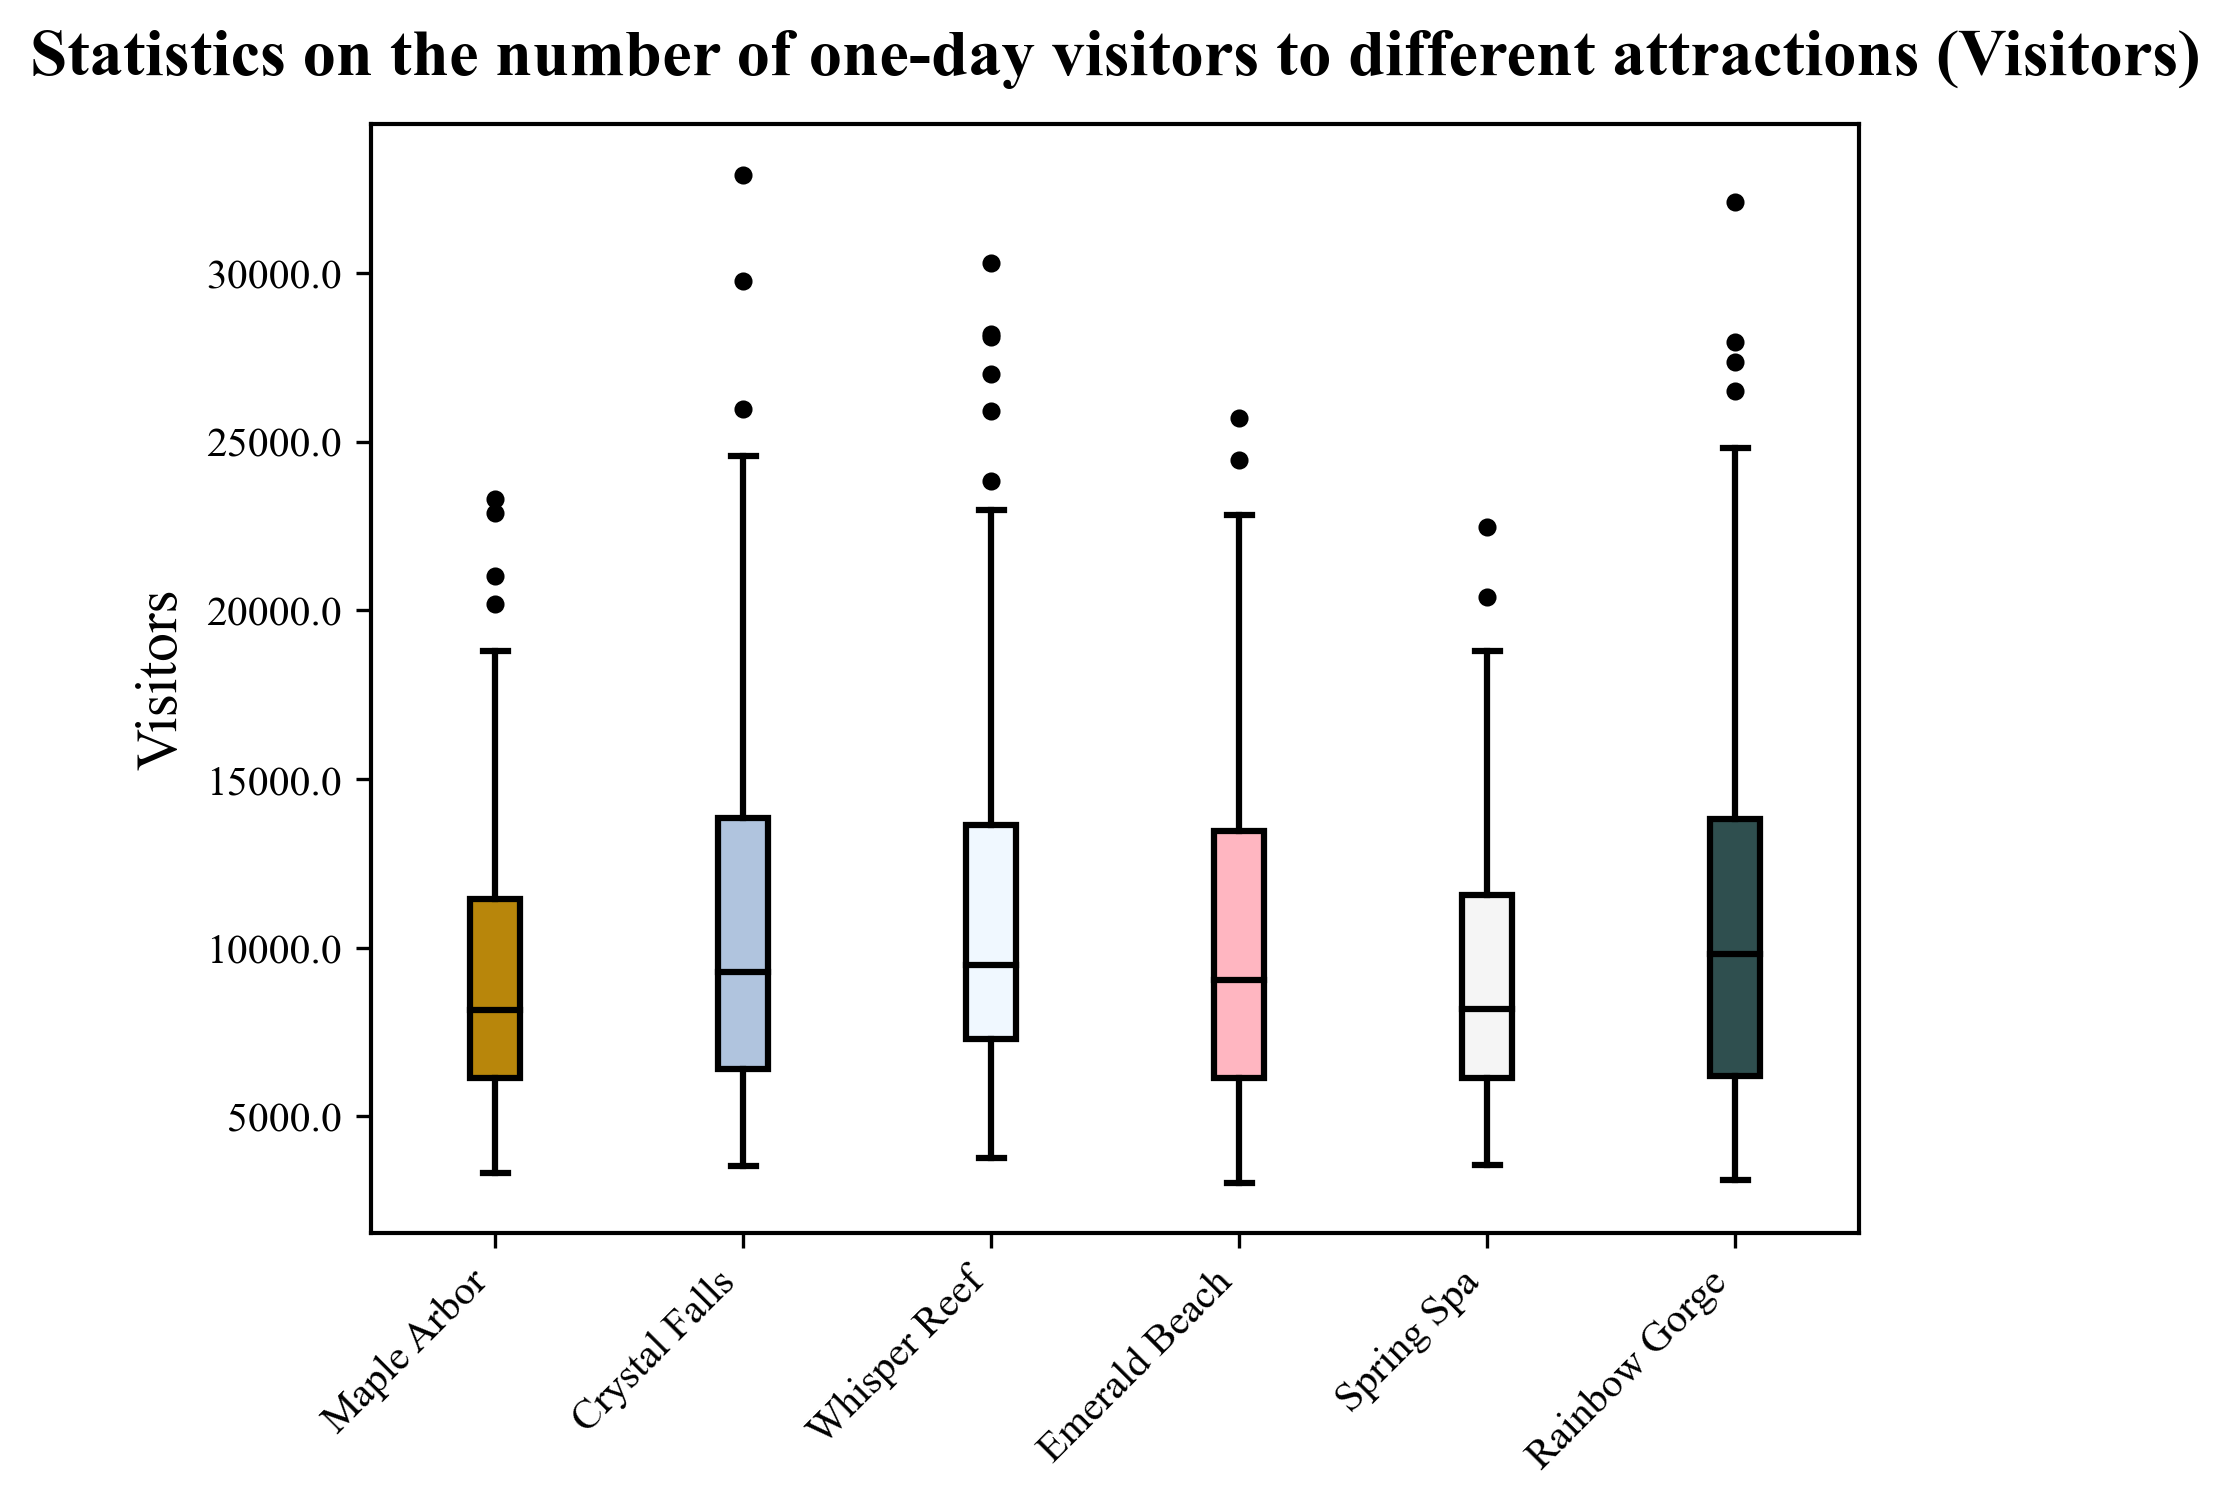 Statistics on the number of one-day visitors to different attractions (Visitors)
Visitors
30000.0
25000.0
20000.0
15000.0
10000.0
5000.0
Maple Arbor
Crystal Falls
Whisper Reef
Emerald Beach
Spring Spa
Rainbow Gorge